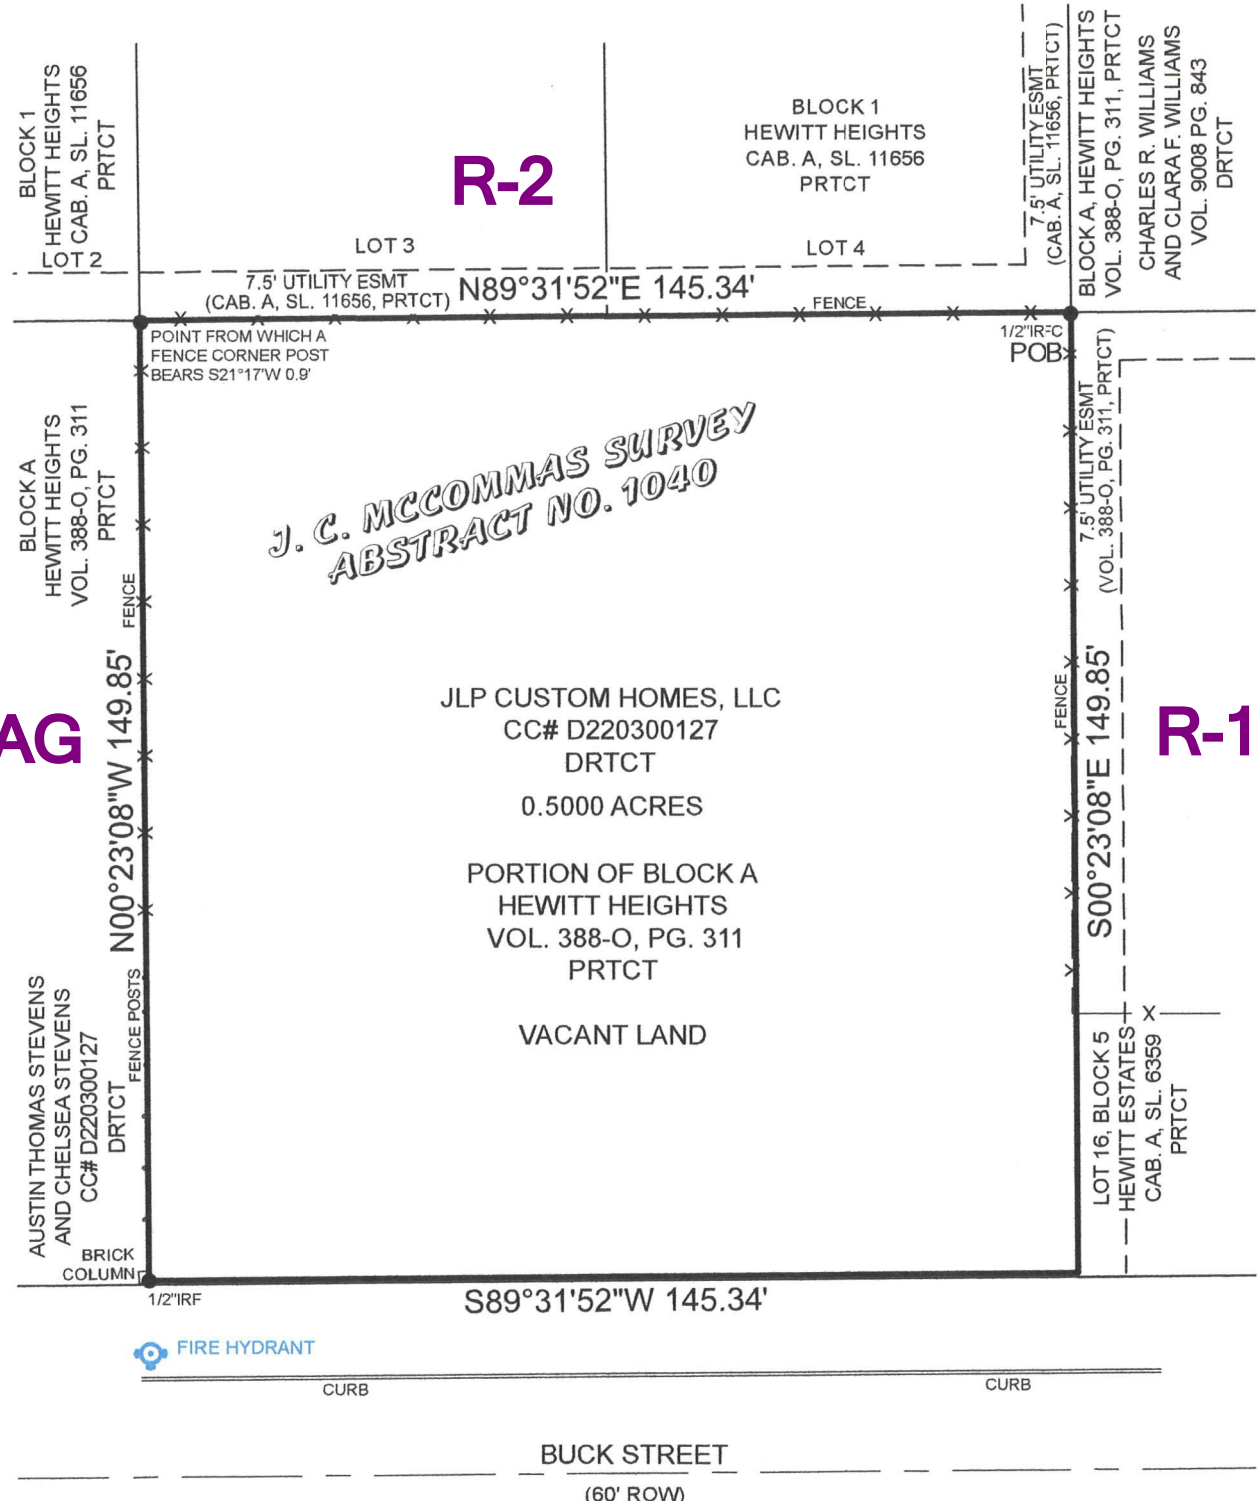 BLOCK 1
HEWITT HEIGHTS
CAB. A, SL. 11656
PRTCT
LOT 2
R-2
BLOCK 1
HEWITT HEIGHTS
CAB. A, SL. 11656
PRTCT
LOT 3
LOT 4
7.5' UTILITY ESMT
(CAB. A, SL. 11656, PRTCT)
BLOCK A, HEWITT HEIGHTS
VOL. 388-O, PG. 311, PRTCT
CHARLES R. WILLIAMS
AND CLARA F. WILLIAMS
VOL. 9008 PG. 843
DRTCT
7.5' UTILITY ESMT
(CAB. A, SL. 11656, PRTCT)
N89°31'52"E 145.34'
FENCE
POINT FROM WHICH A
FENCE CORNER POST
BEARS S21°17'W 0.9'
1/2"IRFC
POB
7.5' UTILITY ESMT
(VOL. 388-O, PG. 311, PRTCT)
BLOCK A
HEWITT HEIGHTS
VOL. 388-O, PG. 311
PRTCT
J. C. MCCOMMAS SURVEY
ABSTRACT NO. 1040
FENCE
N00°23'08"W 149.85'
AG
JLP CUSTOM HOMES, LLC
CC# D220300127
DRTCT
0.5000 ACRES
PORTION OF BLOCK A
HEWITT HEIGHTS
VOL. 388-O, PG. 311
PRTCT
VACANT LAND
FENCE
S00°23'08"E 149.85'
R-1
AUSTIN THOMAS STEVENS
AND CHELSEA STEVENS
CC# D220300127
DRTCT
FENCE POSTS
X
LOT 16, BLOCK 5
HEWITT ESTATES
CAB. A, SL. 6359
PRTCT
BRICK
COLUMN
1/2"IRF
S89°31'52"W 145.34'
FIRE HYDRANT
CURB
CURB
BUCK STREET
(60' ROW)